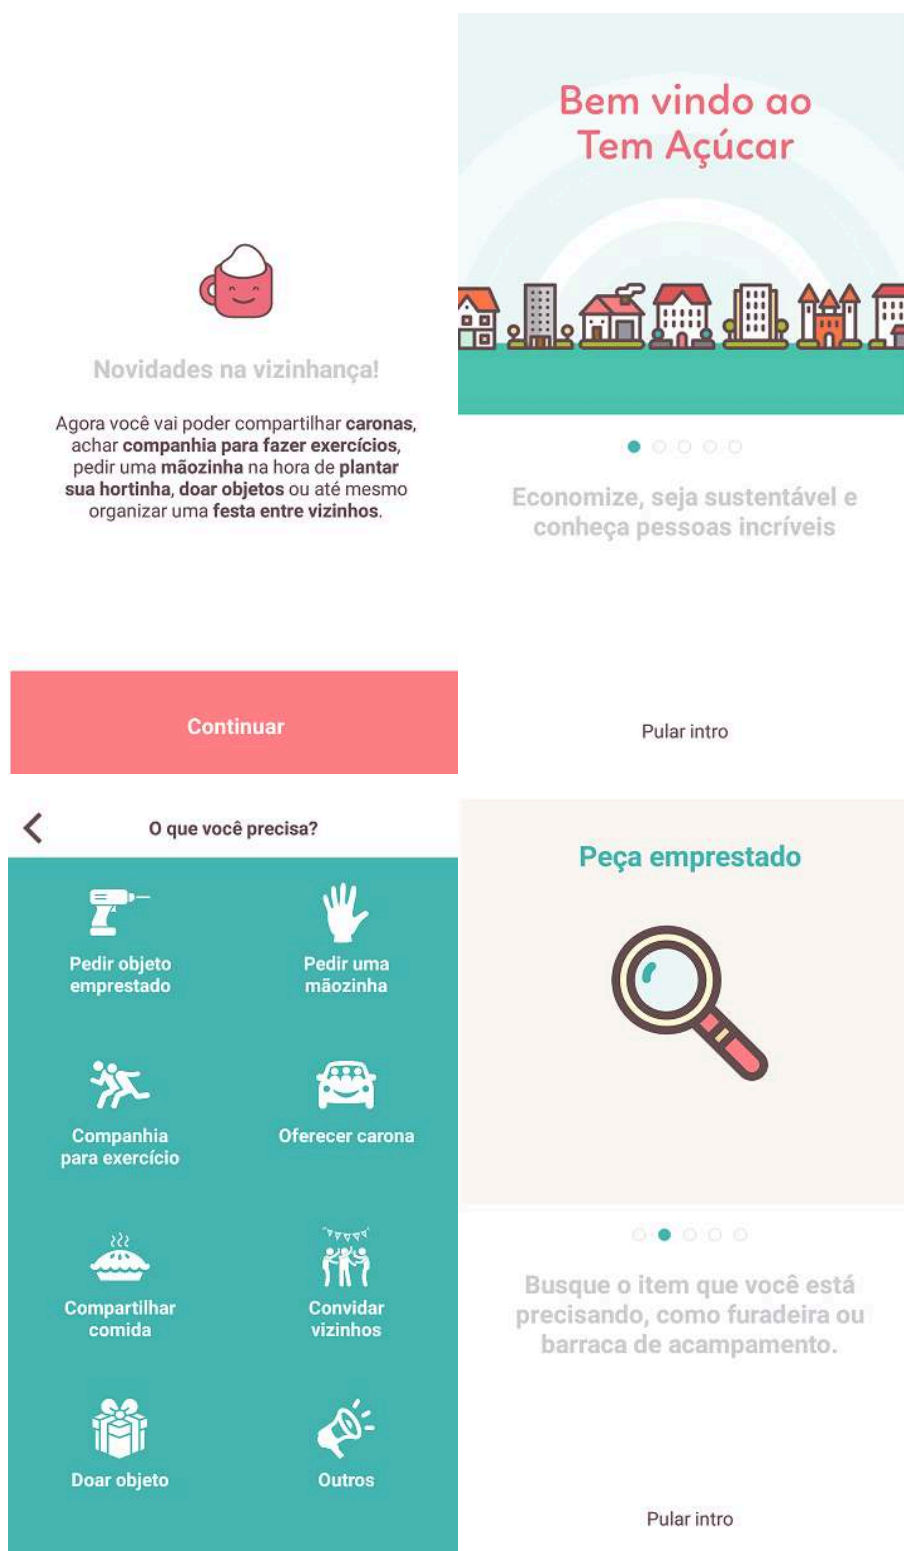 Novidades na vizinhança!
Agora você vai poder compartilhar caronas,
achar companhia para fazer exercícios,
pedir uma mãozinha na hora de plantar
sua hortinha, doar objetos ou até mesmo
organizar uma festa entre vizinhos.
Continuar
Bem vindo ao
Tem Açúcar
Economize, seja sustentável e
conheça pessoas incríveis
Pular intro
O que você precisa?
Pedir objeto
emprestado
Pedir uma
mãozinha
Companhia
para exercício
Oferecer carona
Compartilhar
comida
Convidar
vizinhos
Doar objeto
Outros
Peça emprestado
Busque o item que você está
precisando, como furadeira ou
barraca de acampamento.
Pular intro